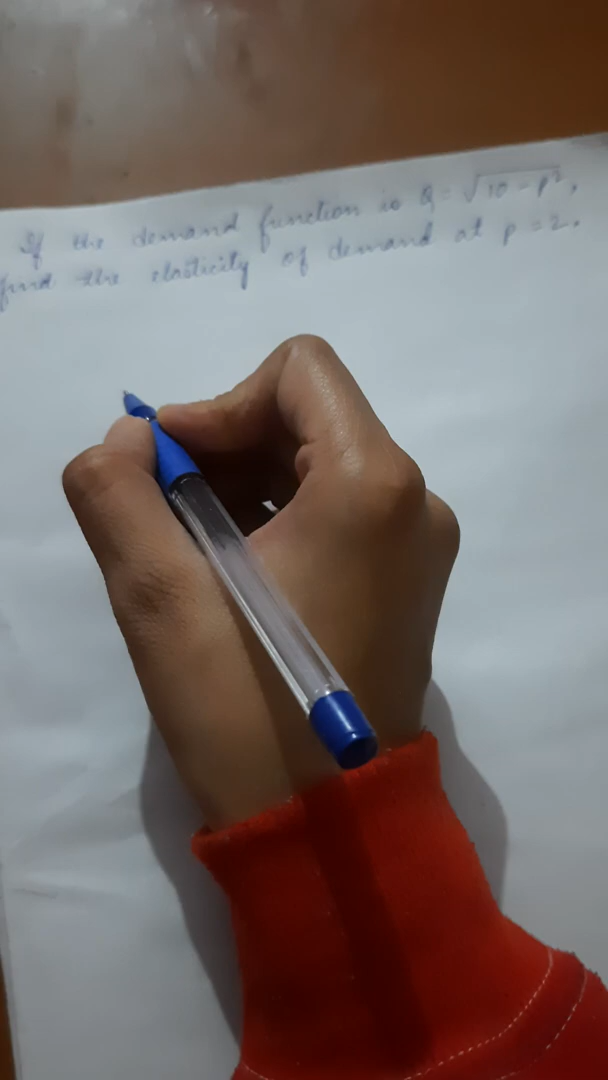 If the demand function is Q = √10 - p²,
find the elasticity of demand at p = 2.